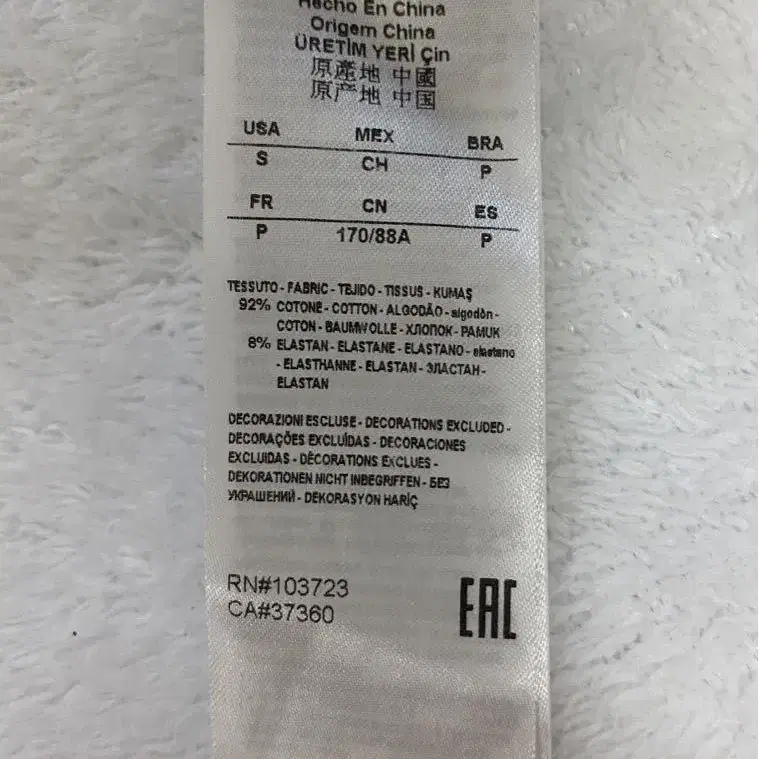 Hecho En China
Origem China
ÜRETİM YERİ Çin
原產地 中國
原产地 中国
USA MEX BRA
S CH P
FR CN ES
P 170/88A P
TESSUTO - FABRIC - TEJIDO - TISSUS - KUMAŞ
92% COTONE - COTTON - ALGODÃO - algodòn -
COTON - BAUMWOLLE - ХЛОПОК - PAMUK
8% ELASTAN - ELASTANE - ELASTANO - elastano
- ELASTHANNE - ELASTAN - ЭЛАСТАН -
ELASTAN
DECORAZIONI ESCLUSE - DECORATIONS EXCLUDED -
DECORAÇÕES EXCLUÍDAS - DECORACIONES
EXCLUIDAS - DÉCORATIONS EXCLUES -
DEKORATIONEN NICHT INBEGRIFFEN - БЕЗ
УКРАШЕНИЙ - DEKORASYON HARİÇ
RN#103723
CA#37360
EAC